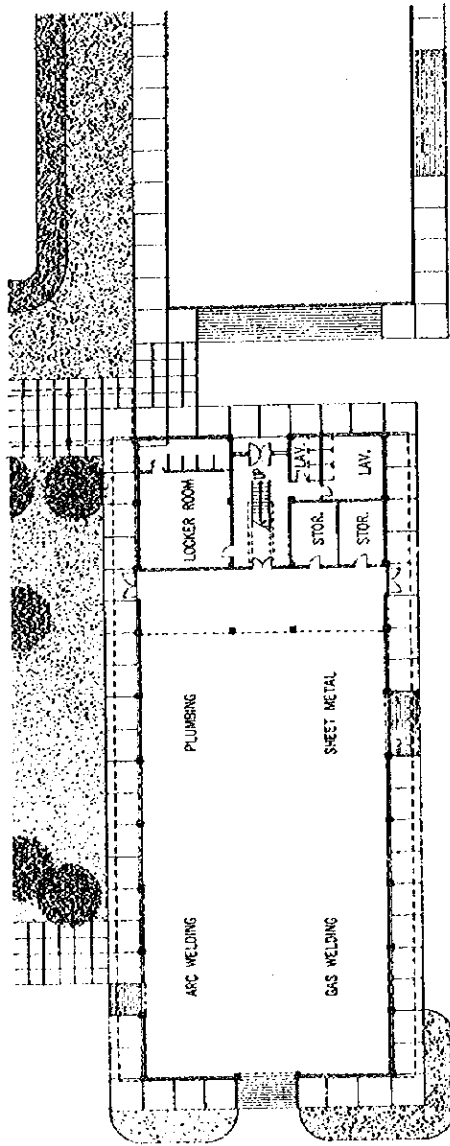 LOCKER ROOM
UP
LAV.
LAV.
STOR.
STOR.
PLUMBING
SHEET METAL
ARC WELDING
GAS WELDING